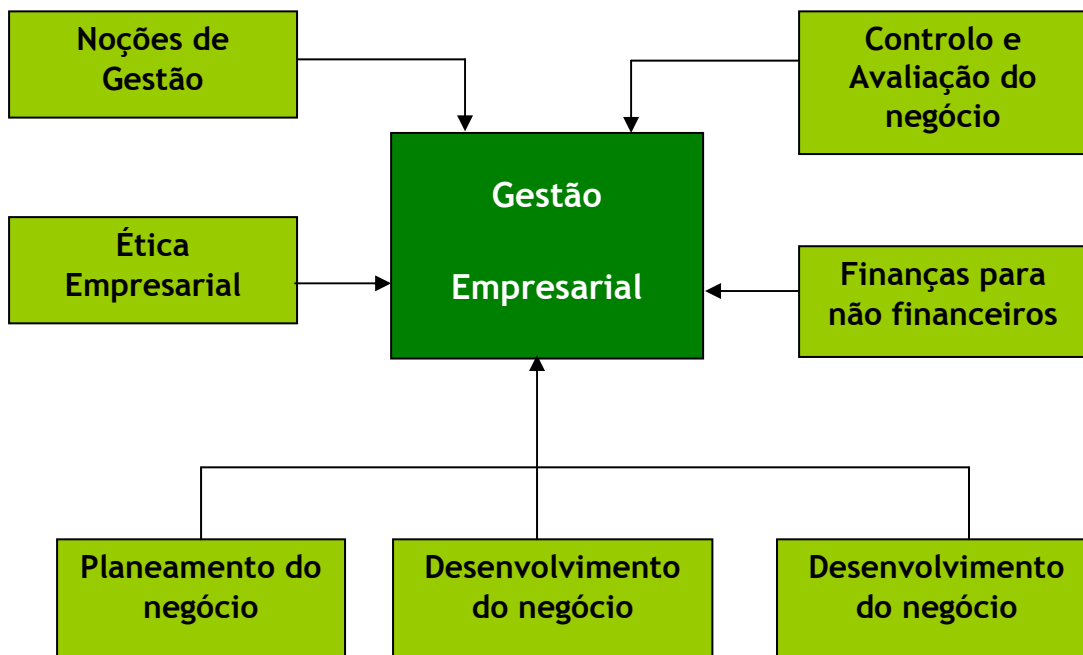 Noções de
Gestão
Controlo e
Avaliação do
negócio
Gestão
Empresarial
Ética
Empresarial
Finanças para
não financeiros
Planeamento do
negócio
Desenvolvimento
do negócio
Desenvolvimento
do negócio